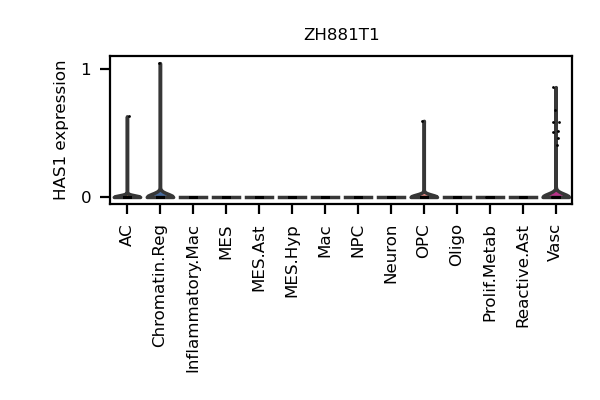 ZH881T1
HAS1 expression
1
0
AC
Chromatin.Reg
Inflammatory.Mac
MES
MES.Ast
MES.Hyp
Mac
NPC
Neuron
OPC
Oligo
Prolif.Metab
Reactive.Ast
Vasc